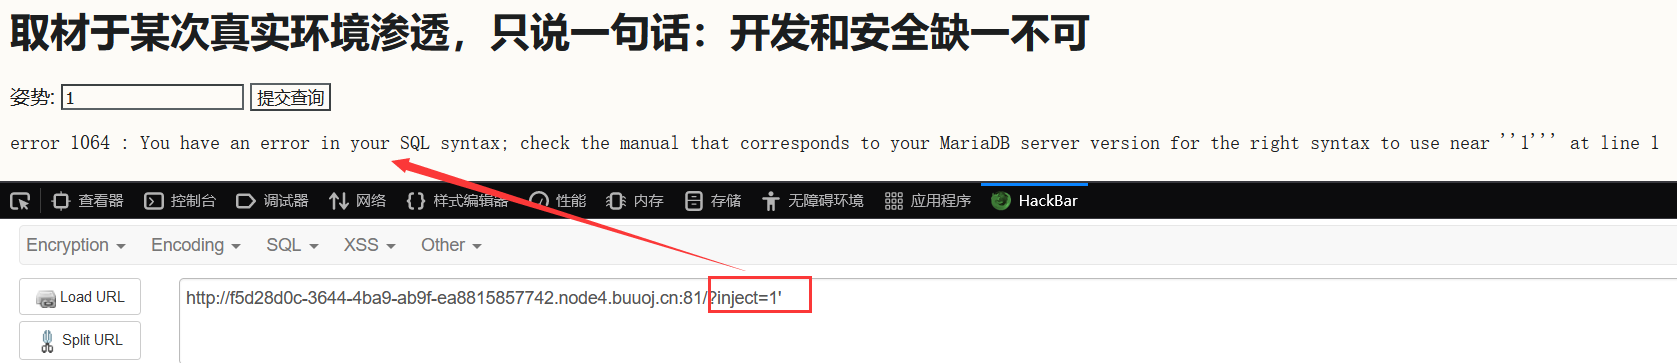 取材于某次真实环境渗透，只说一句话：开发和安全缺一不可
姿势: 1 提交查询
error 1064 : You have an error in your SQL syntax; check the manual that corresponds to your MariaDB server version for the right syntax to use near ''1''' at line 1
查看器 控制台 调试器 网络 样式编辑器 性能 内存 存储 无障碍环境 应用程序 HackBar
Encryption Encoding SQL XSS Other
Load URL http://f5d28d0c-3644-4ba9-ab9f-ea8815857742.node4.buuoj.cn:81/?inject=1'
Split URL